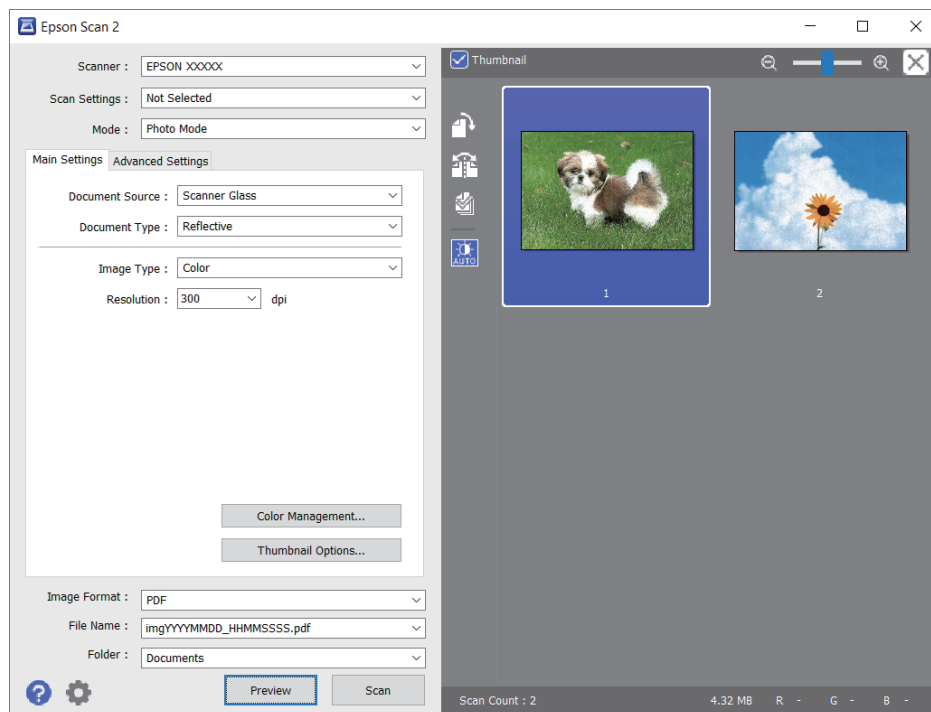 Epson Scan 2
Scanner : EPSON XXXXX
Scan Settings : Not Selected
Mode : Photo Mode
Main Settings Advanced Settings
Document Source : Scanner Glass
Document Type : Reflective
Image Type : Color
Resolution : 300 dpi
Color Management...
Thumbnail Options...
Image Format : PDF
File Name : imgYYYYMMDD_HHMMSSSS.pdf
Folder : Documents
Preview Scan
Thumbnail
AUTO
1 2
Scan Count : 2 4.32 MB R - G - B -